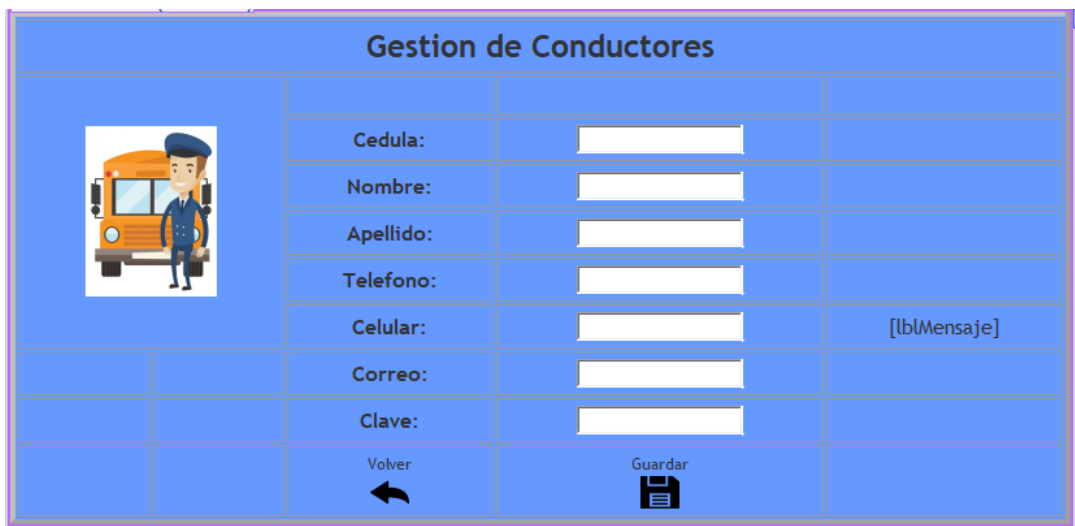 Gestion de Conductores
Cedula:
Nombre:
Apellido:
Telefono:
Celular:
[lblMensaje]
Correo:
Clave:
Volver
Guardar